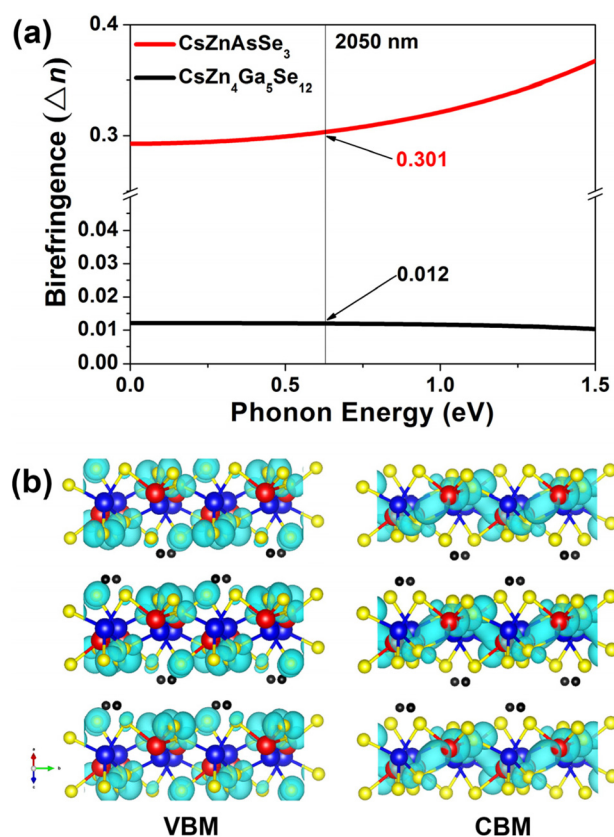 (a)
0.4
CsZnAsSe₃
2050 nm
CsZn₄Ga₅Se₁₂
Birefringence (△n)
0.3
0.301
0.04
0.03
0.012
0.02
0.01
0.00
0.0
0.5
1.0
1.5
Phonon Energy (eV)
(b)
a
b
c
VBM
CBM